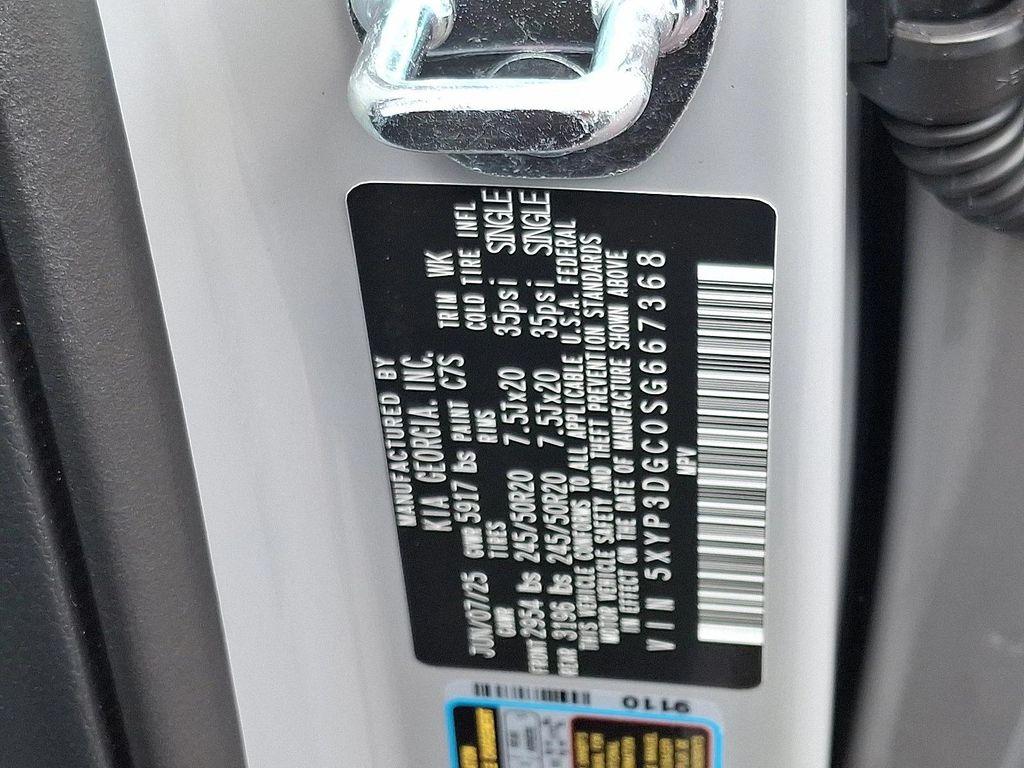 MANUFACTURED BY
KIA GEORGIA. INC.
JUN/07/25 GVWR 5917 lbs PAINT C7S TRIM WK
GAWR TIRES RIMS COLD TIRE INFL
FRONT 2954 lbs 245/50R20 7.5Jx20 35psi SINGLE
REAR 3196 lbs 245/50R20 7.5Jx20 35psi SINGLE
THIS VEHICLE CONFORMS TO ALL APPLICABLE U.S.A. FEDERAL
MOTOR VEHICLE SAFETY AND THEFT PREVENTION STANDARDS
IN EFFECT ON THE DATE OF MANUFACTURE SHOWN ABOVE
VIN 5XYP3DGC0SG667368
MPV
9110